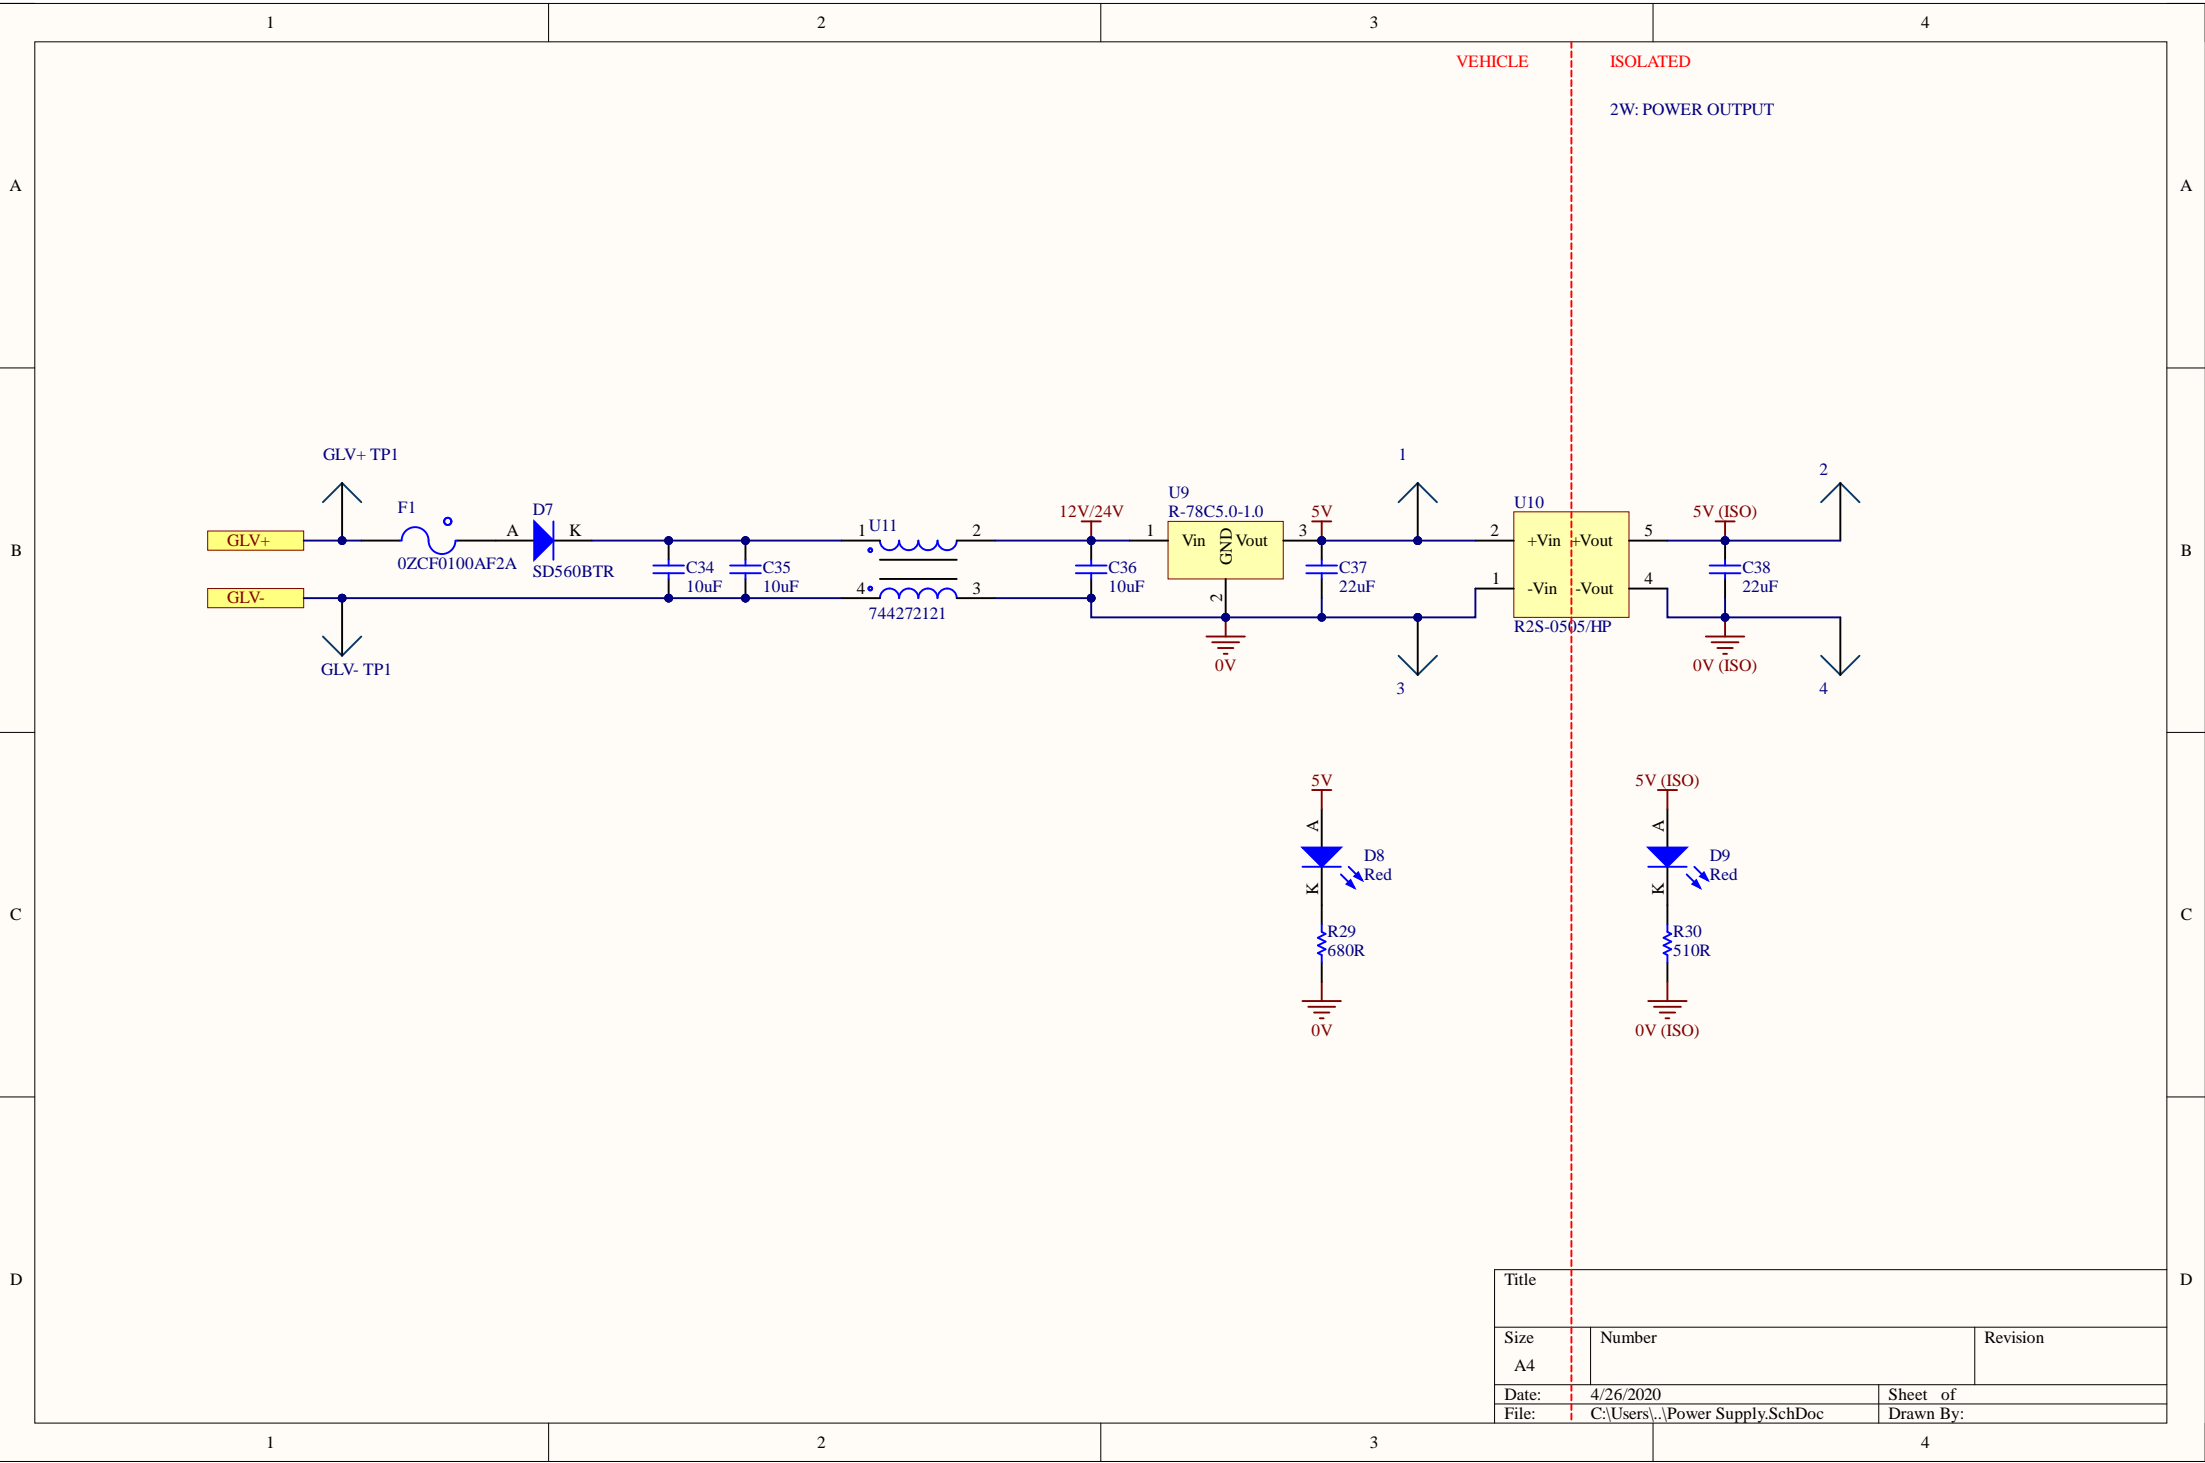 1 2 3 4
VEHICLE ISOLATED
2W: POWER OUTPUT
A A
GLV+ TP1
1
2
F1
D7
U9
R-78C5.0-1.0
U10
12V/24V
5V
5V (ISO)
GLV+
A K
1 U11 2
1 Vin GND Vout 3
2 +Vin +Vout 5
B B
0ZCF0100AF2A
SD560BTR
C34
10uF
C35
10uF
C36
10uF
C37
22uF
C38
22uF
GLV-
4 3
744272121
2
1 -Vin -Vout 4
R2S-0505/HP
GLV- TP1
0V
3
0V (ISO)
4
5V
A
D8
Red
K
R29
680R
0V
5V (ISO)
A
D9
Red
K
R30
510R
0V (ISO)
C C
D D
Title
Size Number Revision
A4
Date: 4/26/2020 Sheet of
File: C:\Users\..\Power Supply.SchDoc Drawn By:
1 2 3 4